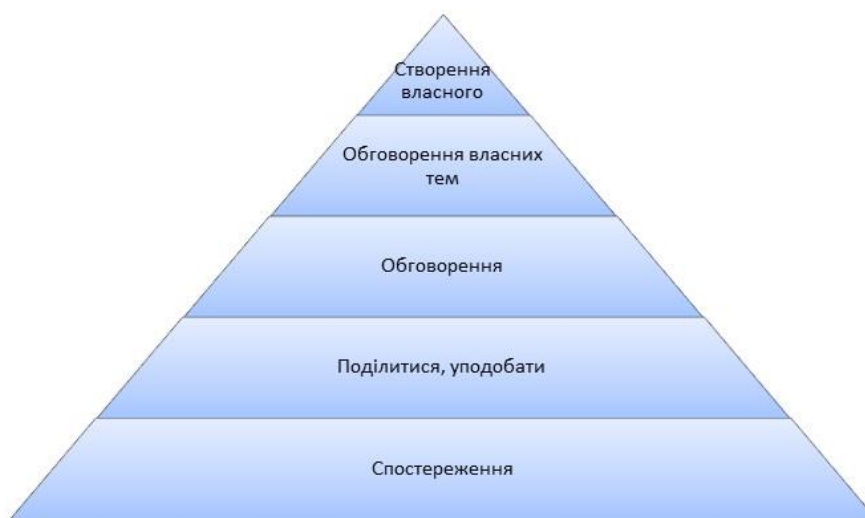 Створення
власного
Обговорення власних
тем
Обговорення
Поділитися, уподобати
Спостереження